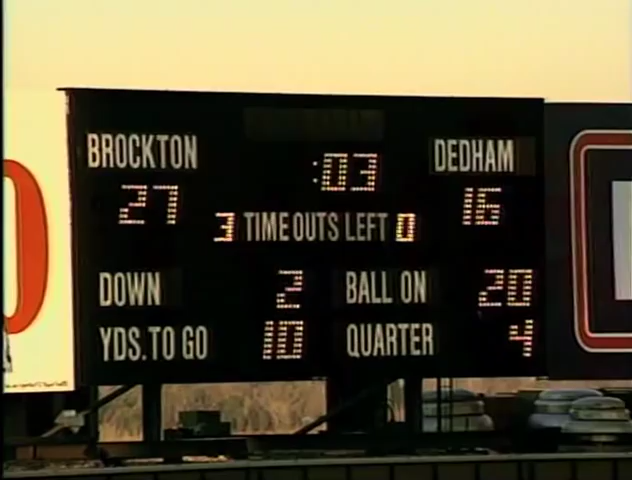 BROCKTON :03 DEDHAM
27 16
3 TIME OUTS LEFT 0
DOWN 2 BALL ON 20
YDS. TO GO 10 QUARTER 4